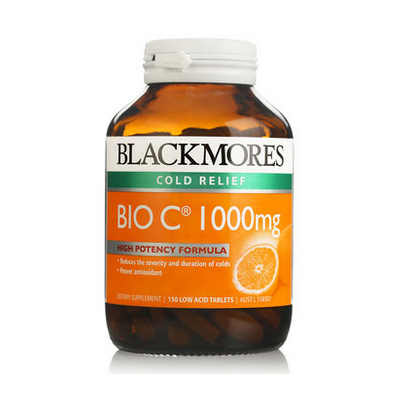 BLACKMORES
COLD RELIEF
BIO C® 1000mg
HIGH POTENCY FORMULA
• Reduces the severity and duration of colds
• Potent antioxidant
DIETARY SUPPLEMENT | 150 LOW ACID TABLETS | AUST L